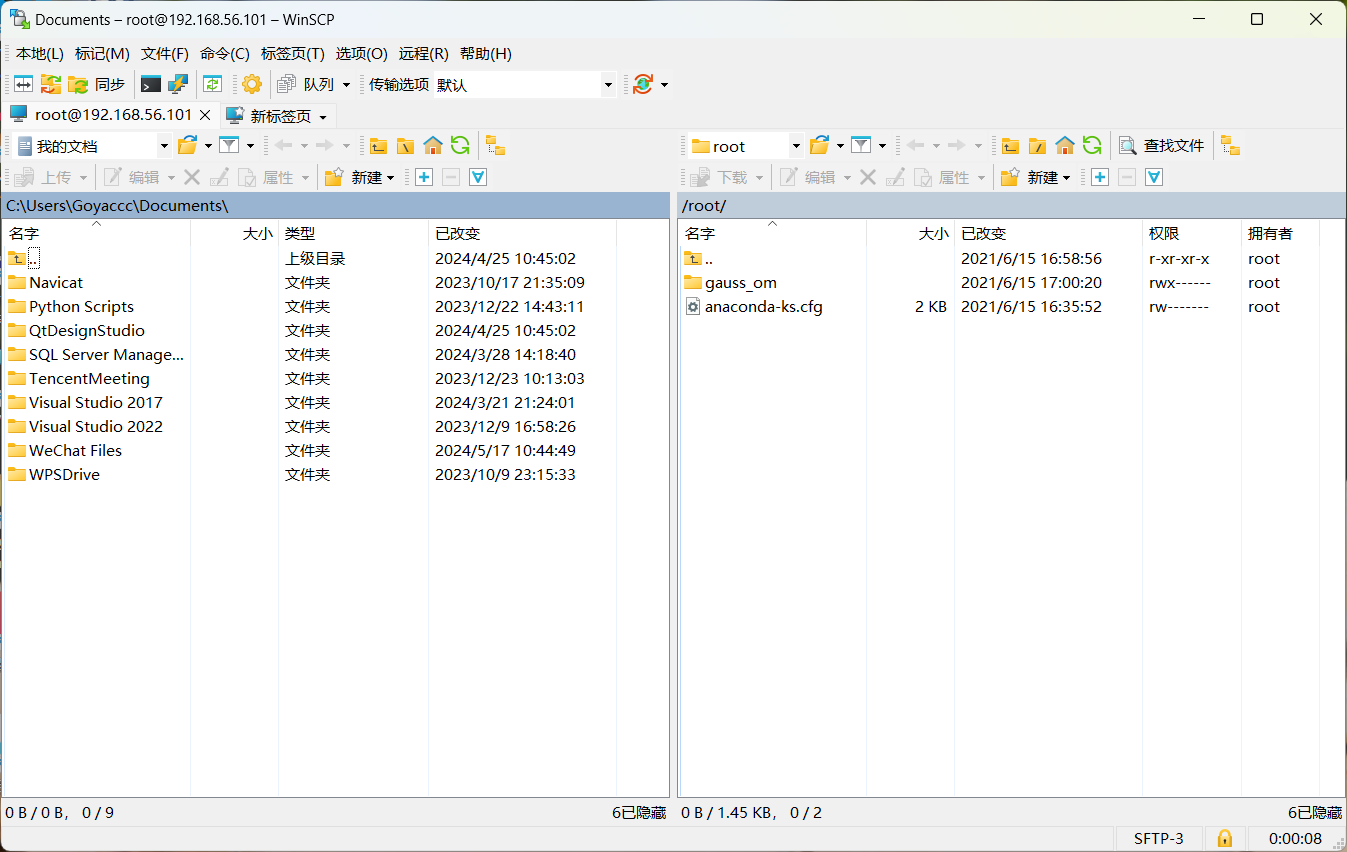 Documents – root@192.168.56.101 – WinSCP
本地(L) 标记(M) 文件(F) 命令(C) 标签页(T) 选项(O) 远程(R) 帮助(H)
同步 队列 传输选项 默认
root@192.168.56.101 新标签页
我的文档
上传 编辑 属性 新建
C:\Users\Goyaccc\Documents\
名字 大小 类型 已改变
.. 上级目录 2024/4/25 10:45:02
Navicat 文件夹 2023/10/17 21:35:09
Python Scripts 文件夹 2023/12/22 14:43:11
QtDesignStudio 文件夹 2024/4/25 10:45:02
SQL Server Manage... 文件夹 2024/3/28 14:18:40
TencentMeeting 文件夹 2023/12/23 10:13:03
Visual Studio 2017 文件夹 2024/3/21 21:24:01
Visual Studio 2022 文件夹 2023/12/9 16:58:26
WeChat Files 文件夹 2024/5/17 10:44:49
WPSDrive 文件夹 2023/10/9 23:15:33
0 B / 0 B, 0 / 9 6已隐藏
root 查找文件
下载 编辑 属性 新建
/root/
名字 大小 已改变 权限 拥有者
.. 2021/6/15 16:58:56 r-xr-xr-x root
gauss_om 2021/6/15 17:00:20 rwx------ root
anaconda-ks.cfg 2 KB 2021/6/15 16:35:52 rw------- root
0 B / 1.45 KB, 0 / 2 6已隐藏
SFTP-3 0:00:08